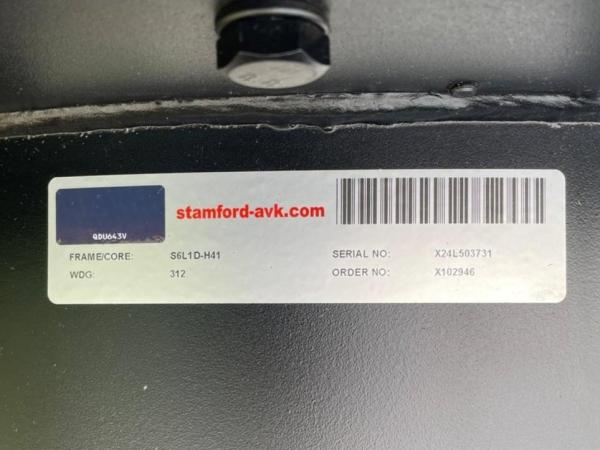 stamford-avk.com
QDU643V
FRAME/CORE: S6L1D-H41 SERIAL NO: X24L503731
WDG: 312 ORDER NO: X102946